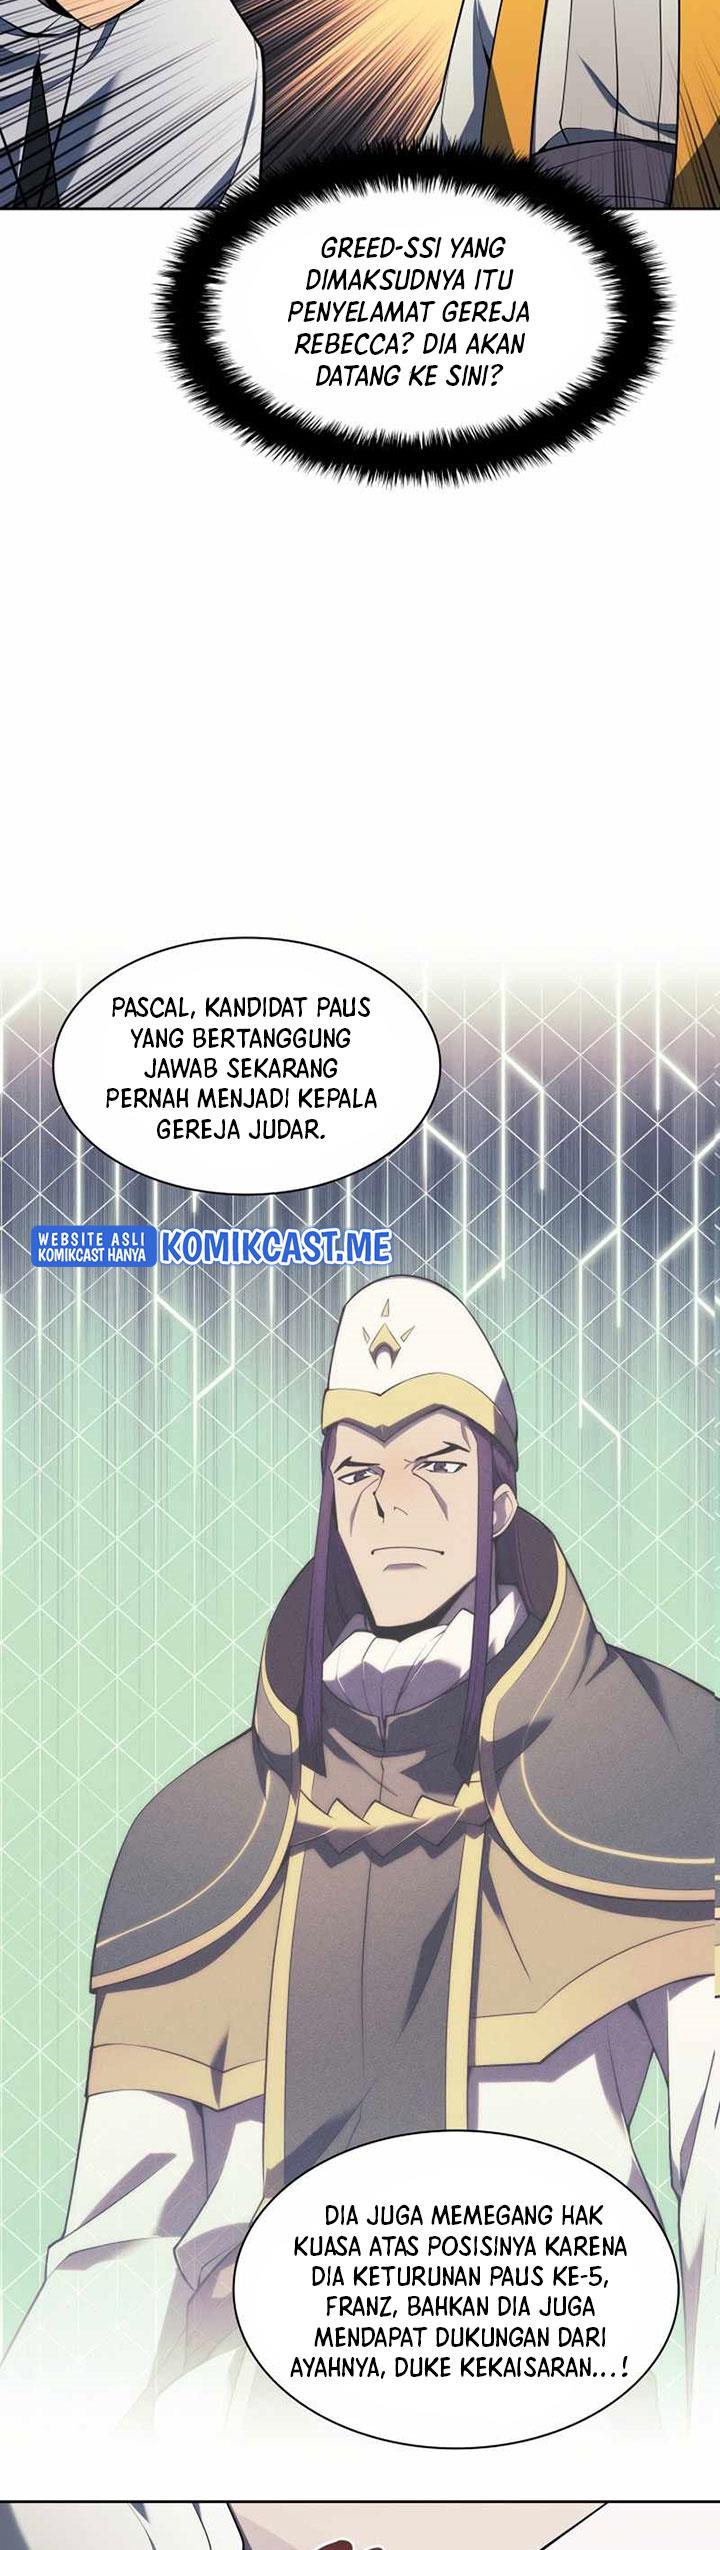 GREED-SSI YANG
DIMAKSUDNYA ITU
PENYELAMAT GEREJA
REBECCA? DIA AKAN
DATANG KE SINI?
PASCAL, KANDIDAT PAUS
YANG BERTANGGUNG
JAWAB SEKARANG
PERNAH MENJADI KEPALA
GEREJA JUDAR.
WEBSITE ASLI
KOMIKCAST HANYA
KOMIKCAST.ME
DIA JUGA MEMEGANG HAK
KUASA ATAS POSISINYA KARENA
DIA KETURUNAN PAUS KE-5,
FRANZ, BAHKAN DIA JUGA
MENDAPAT DUKUNGAN DARI
AYAHNYA, DUKE KEKAISARAN...!